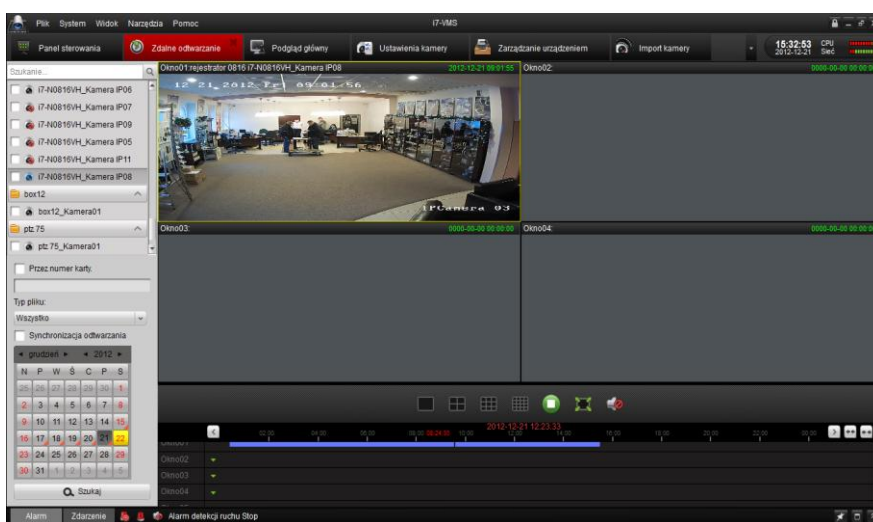 Plik System Widok Narzędzia Pomoc
i7-VMS
Panel sterowania
Zdalne odtwarzanie
Podgląd główny
Ustawienia kamery
Zarządzanie urządzeniem
Import kamery
15:32:53
2012-12-21
CPU
Sieć
Szukanie...
i7-N0816VH_Kamera IP06
i7-N0816VH_Kamera IP07
i7-N0816VH_Kamera IP09
i7-N0816VH_Kamera IP05
i7-N0816VH_Kamera IP11
i7-N0816VH_Kamera IP08
box12
box12_Kamera01
ptz 75
ptz 75_Kamera01
Przez numer karty.
Typ pliku:
Wszystko
Synchronizacja odtwarzania
grudzień 2012
N P W Ś C P S
25 26 27 28 29 30 1
2 3 4 5 6 7 8
9 10 11 12 13 14 15
16 17 18 19 20 21 22
23 24 25 26 27 28 29
30 31 1 2 3 4 5
Szukaj
Okno01:rejestrator 0816 i7-N0816VH_Kamera IP08
2012-12-21 09:01:55
12 21 2012 Fri 09:01:56
IPCamera 03
Okno02:
0000-00-00 00:00:00
Okno03:
0000-00-00 00:00:00
Okno04:
0000-00-00 00:00:00
2012-12-21 12:23:33
02:00 04:00 06:00 08:00 10:00 12:00 14:00 16:00 18:00 20:00 22:00 00:00
Okno01
Okno02
Okno03
Okno04
Alarm
Zdarzenie
Alarm detekcji ruchu Stop